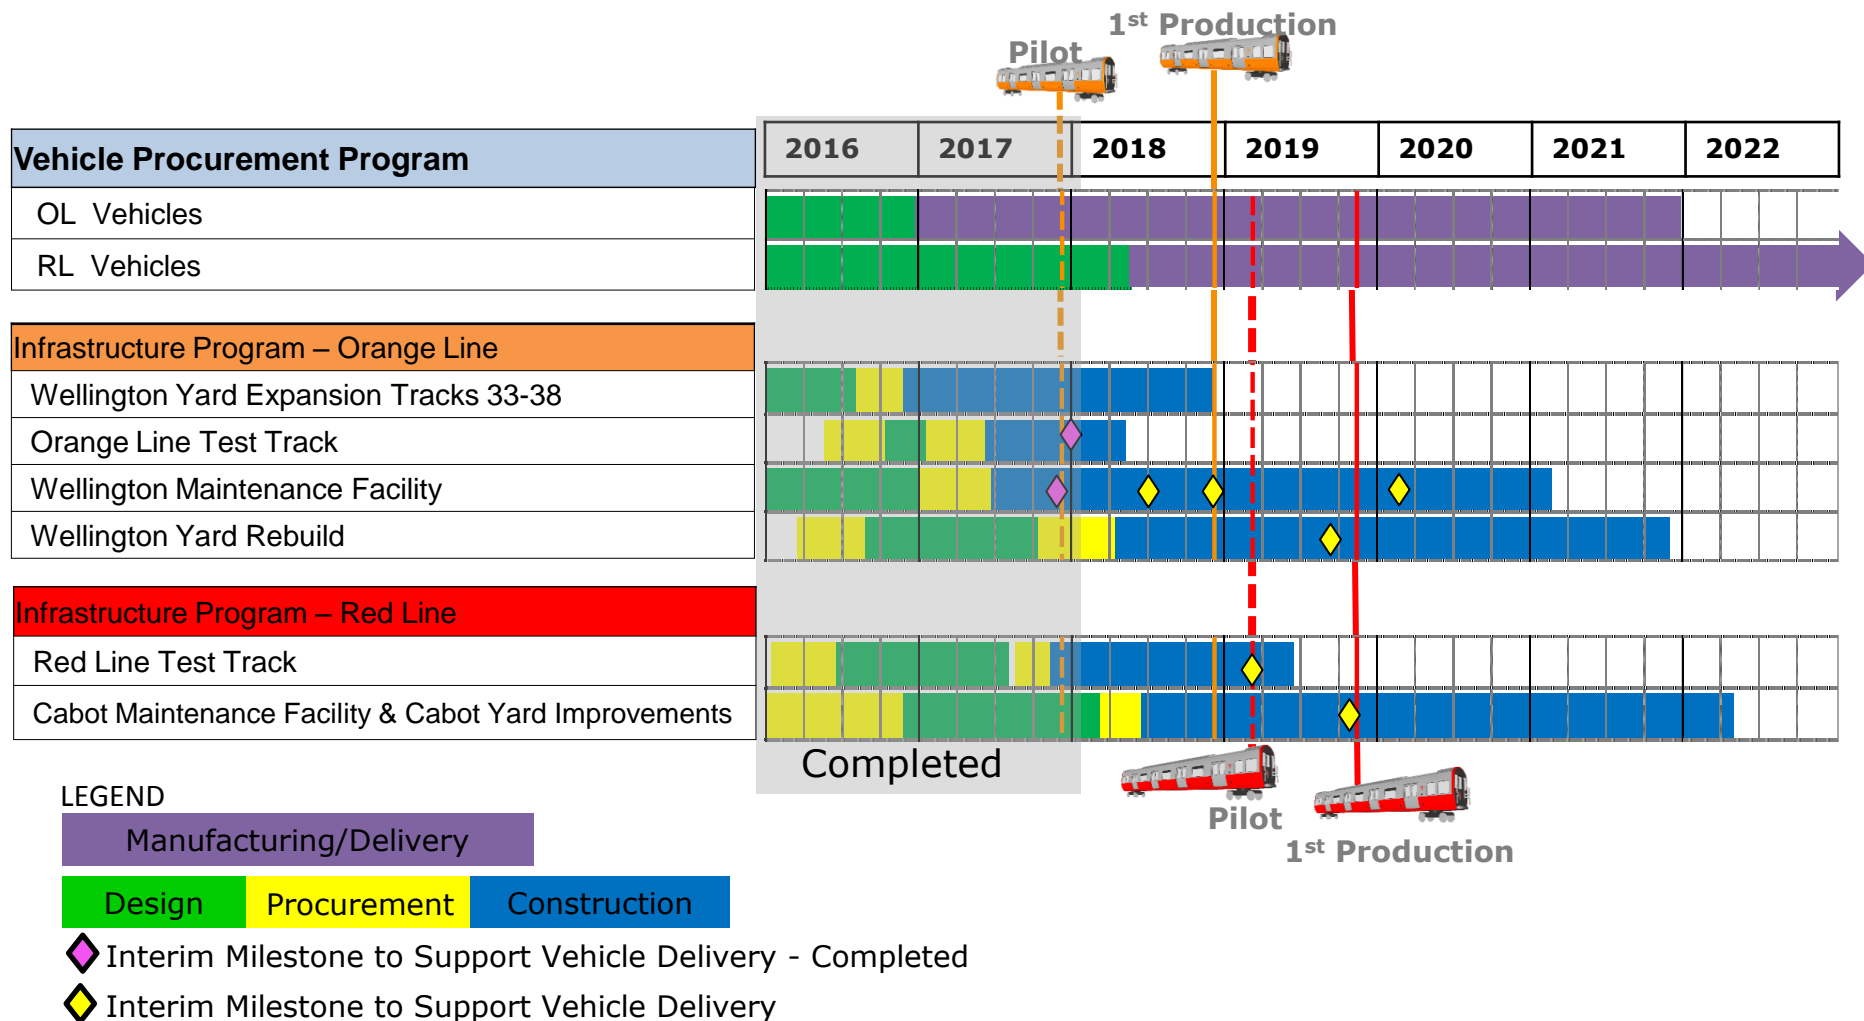 1st Production
Pilot
Vehicle Procurement Program
2016 2017 2018 2019 2020 2021 2022
OL Vehicles
RL Vehicles
Infrastructure Program – Orange Line
Wellington Yard Expansion Tracks 33-38
Orange Line Test Track
Wellington Maintenance Facility
Wellington Yard Rebuild
Infrastructure Program – Red Line
Red Line Test Track
Cabot Maintenance Facility & Cabot Yard Improvements
Completed
Pilot
1st Production
LEGEND
Manufacturing/Delivery
Design Procurement Construction
Interim Milestone to Support Vehicle Delivery - Completed
Interim Milestone to Support Vehicle Delivery